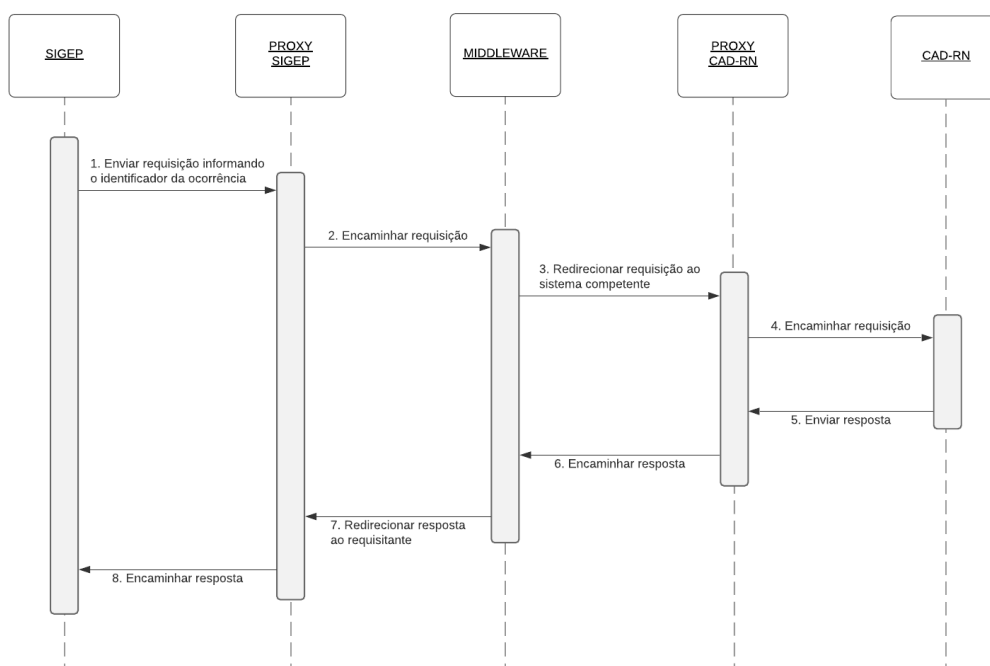 SIGEP
PROXY
SIGEP
MIDDLEWARE
PROXY
CAD-RN
CAD-RN
1. Enviar requisição informando
o identificador da ocorrência
2. Encaminhar requisição
3. Redirecionar requisição ao
sistema competente
4. Encaminhar requisição
5. Enviar resposta
6. Encaminhar resposta
7. Redirecionar resposta
ao requisitante
8. Encaminhar resposta